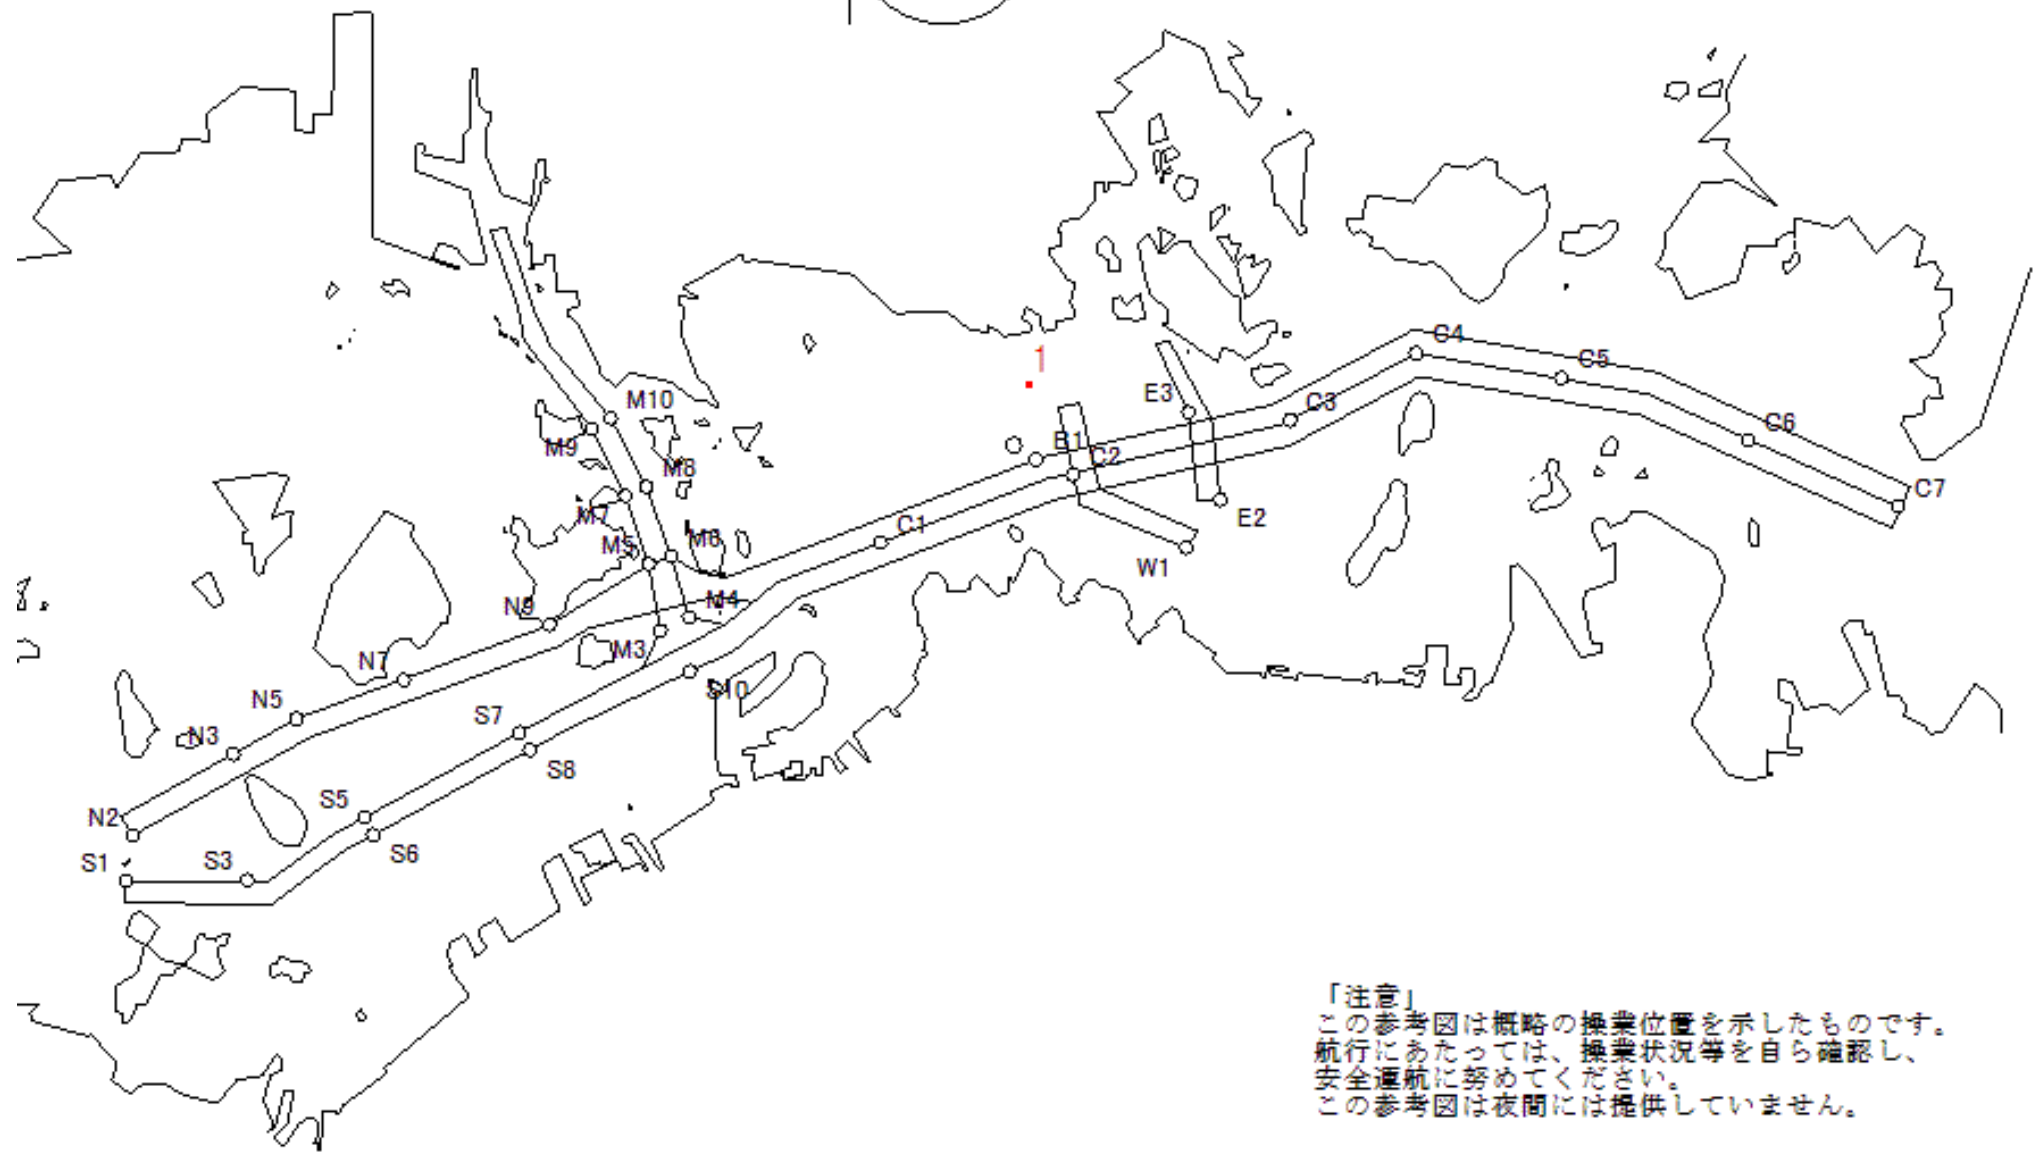 1
C4
C5
E3
C3
M10
C6
M9
B1
C2
M8
C7
M7
E2
C1
M5
M6
W1
N9
M4
M3
N7
S10
N5
S7
N3
S8
S5
N2
S6
S1
S3
「注意」
この参考図は概略の操業位置を示したものです。
航行にあたっては、操業状況等を自ら確認し、
安全運航に努めてください。
この参考図は夜間には提供していません。